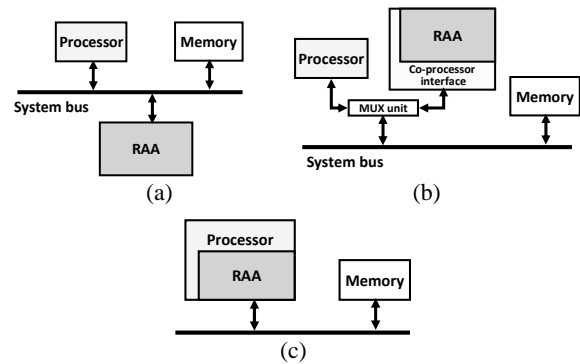 Processor
Memory
System bus
RAA
(a)
Processor
RAA
Co-processor
interface
MUX unit
Memory
System bus
(b)
Processor
RAA
Memory
(c)